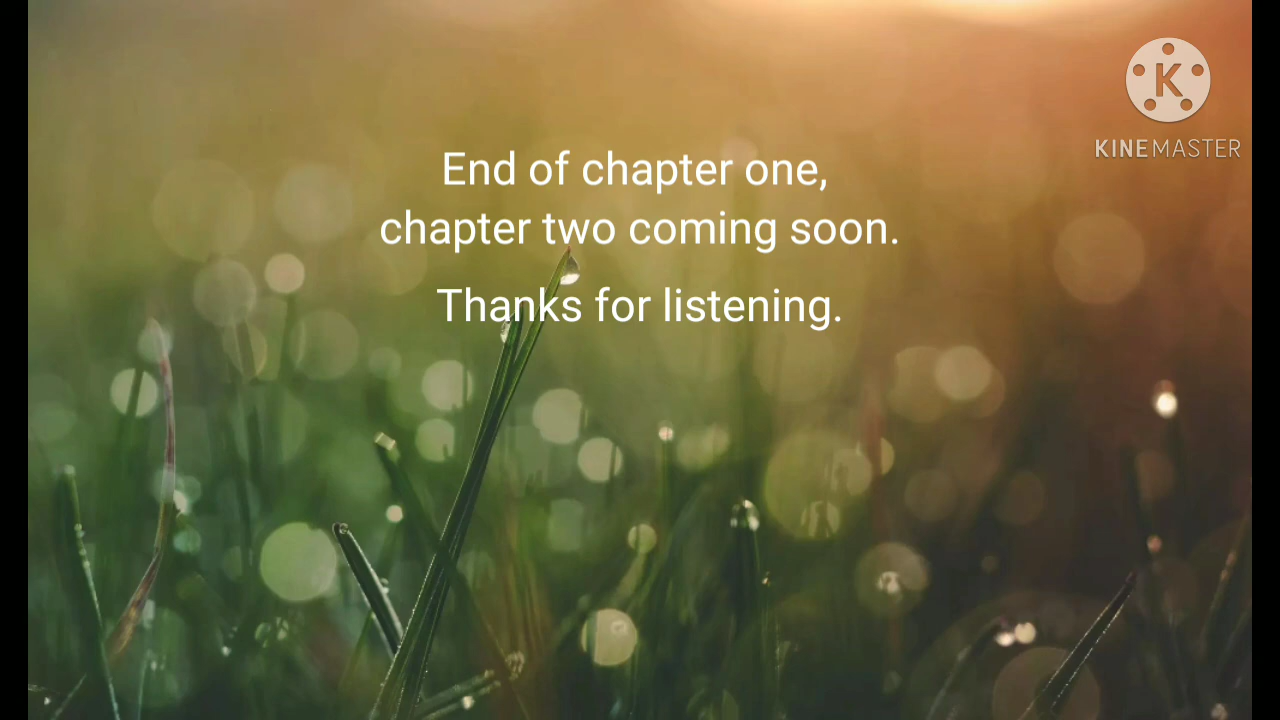 K
KINEMASTER
End of chapter one,
chapter two coming soon.
Thanks for listening.